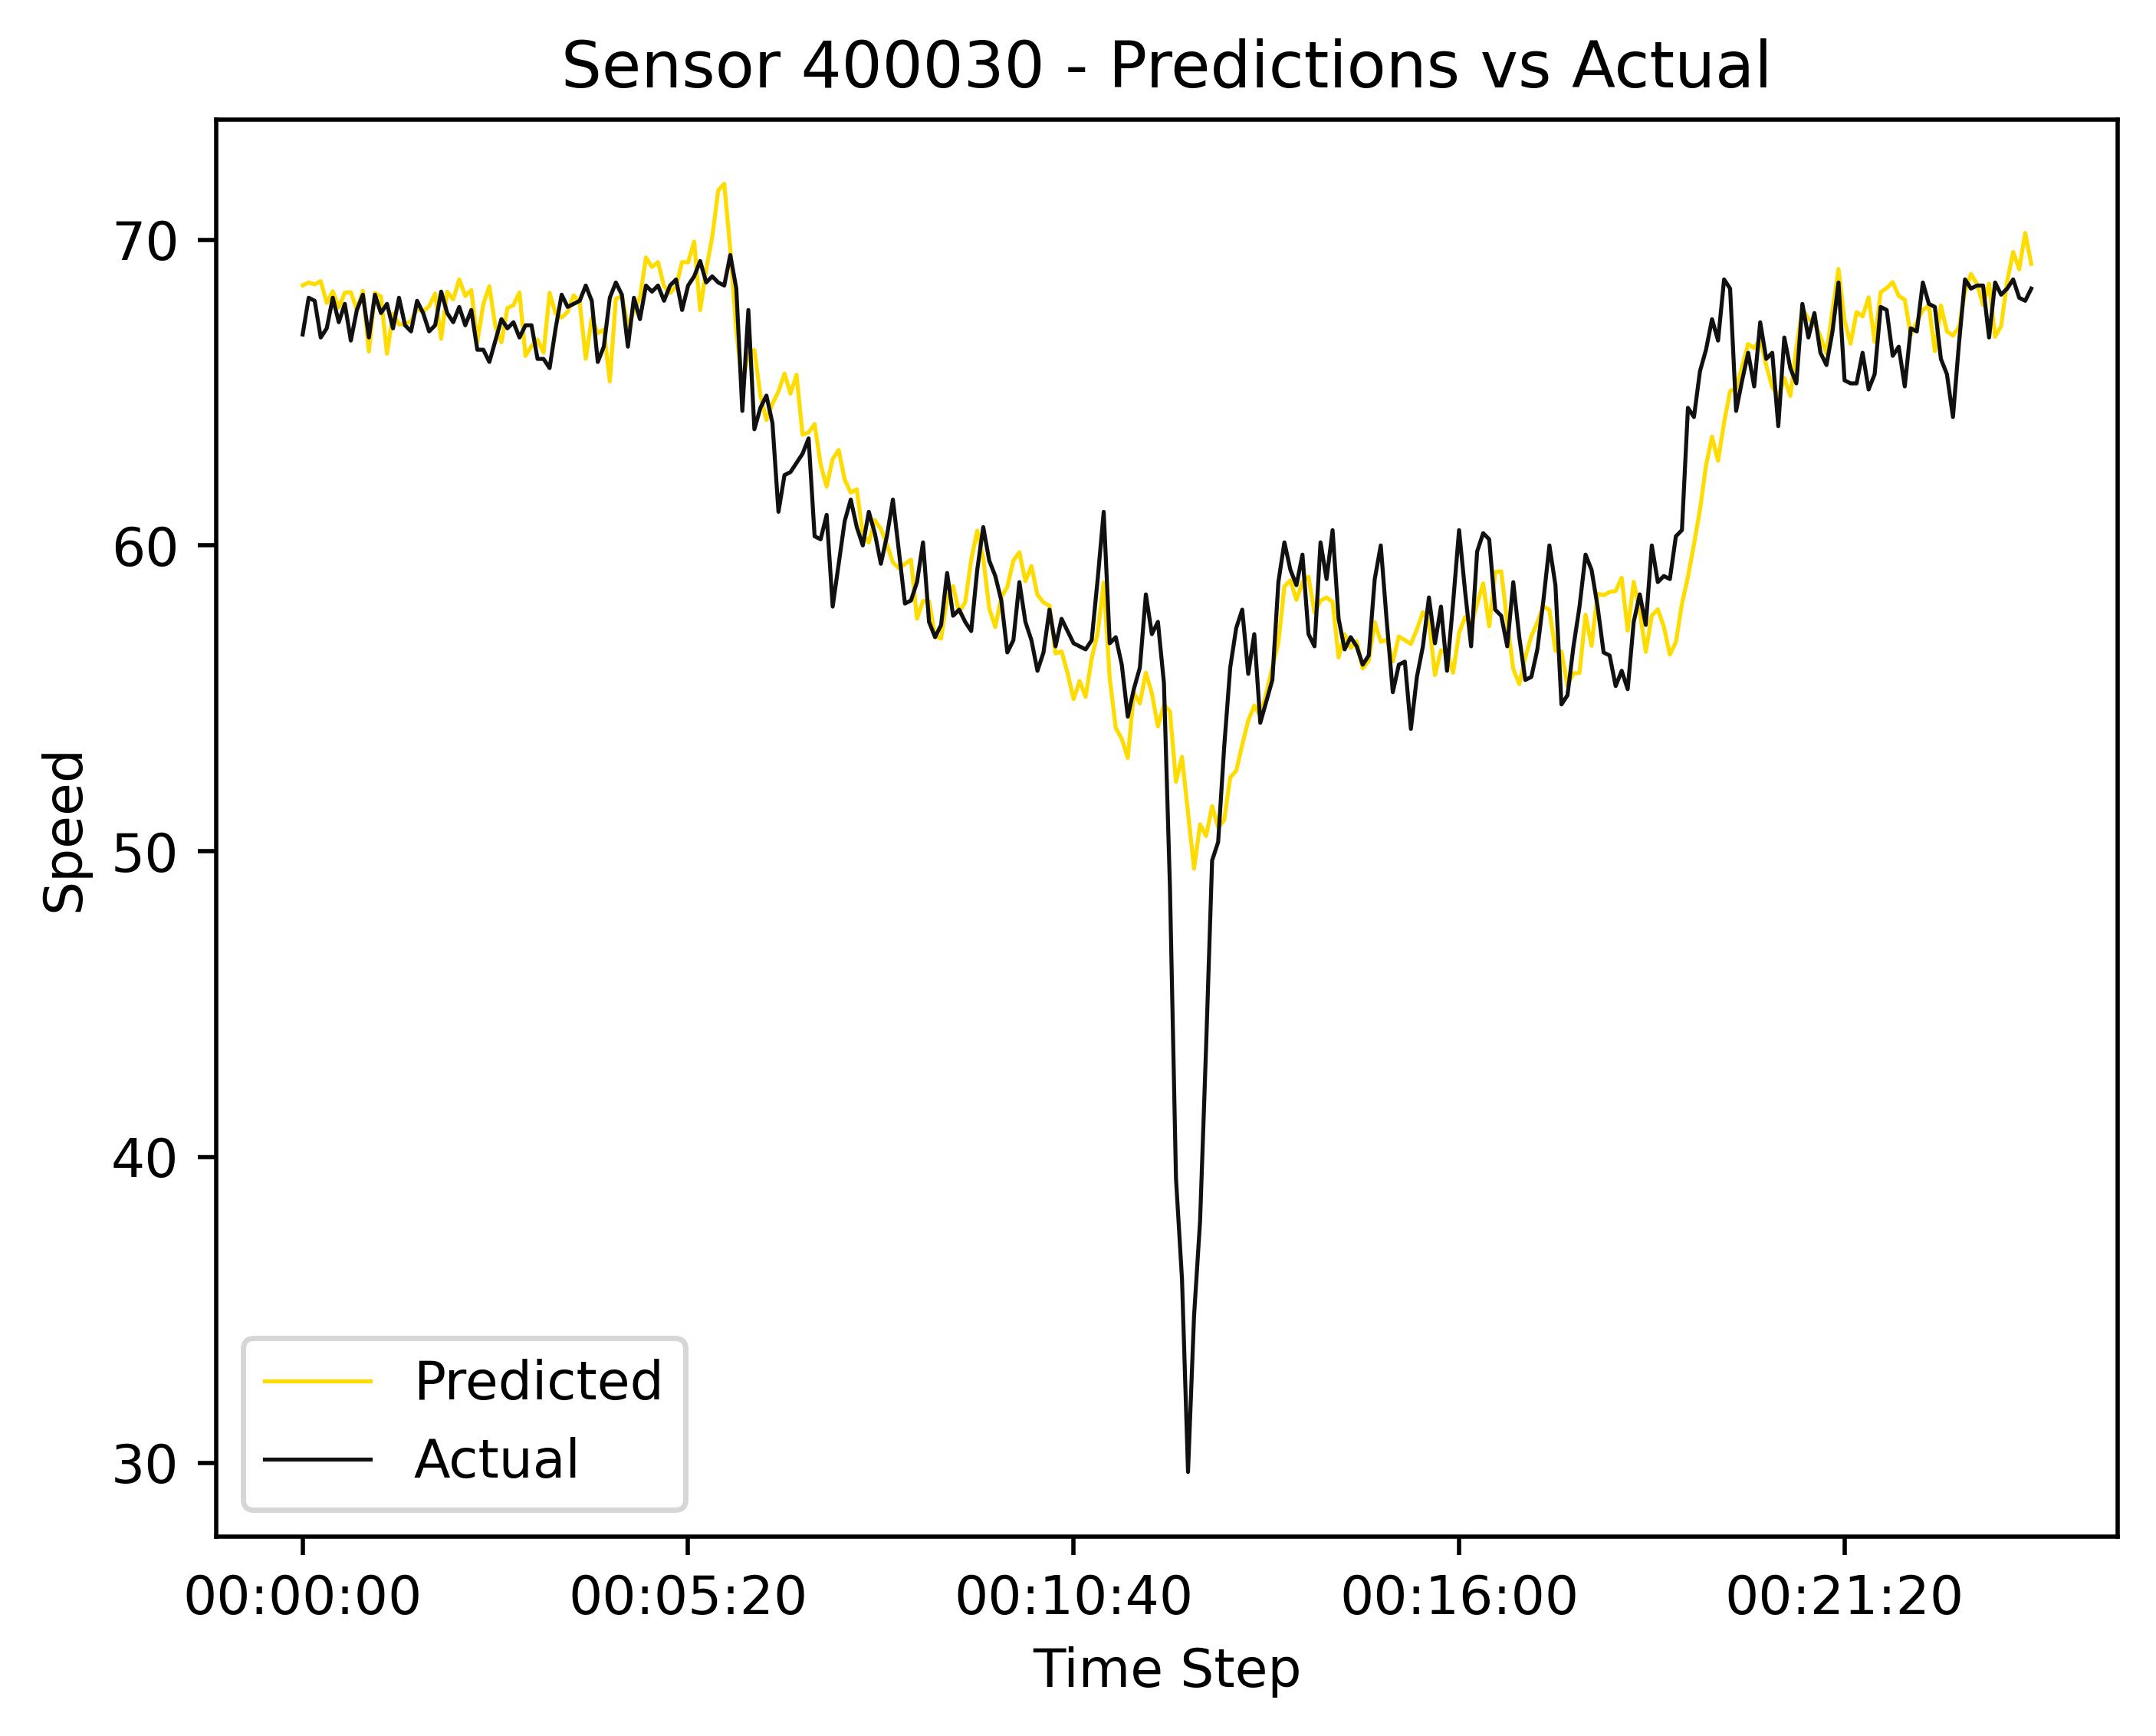 Sensor 400030 - Predictions vs Actual
70
60
50
40
30
Speed
Predicted
Actual
00:00:00
00:05:20
00:10:40
00:16:00
00:21:20
Time Step